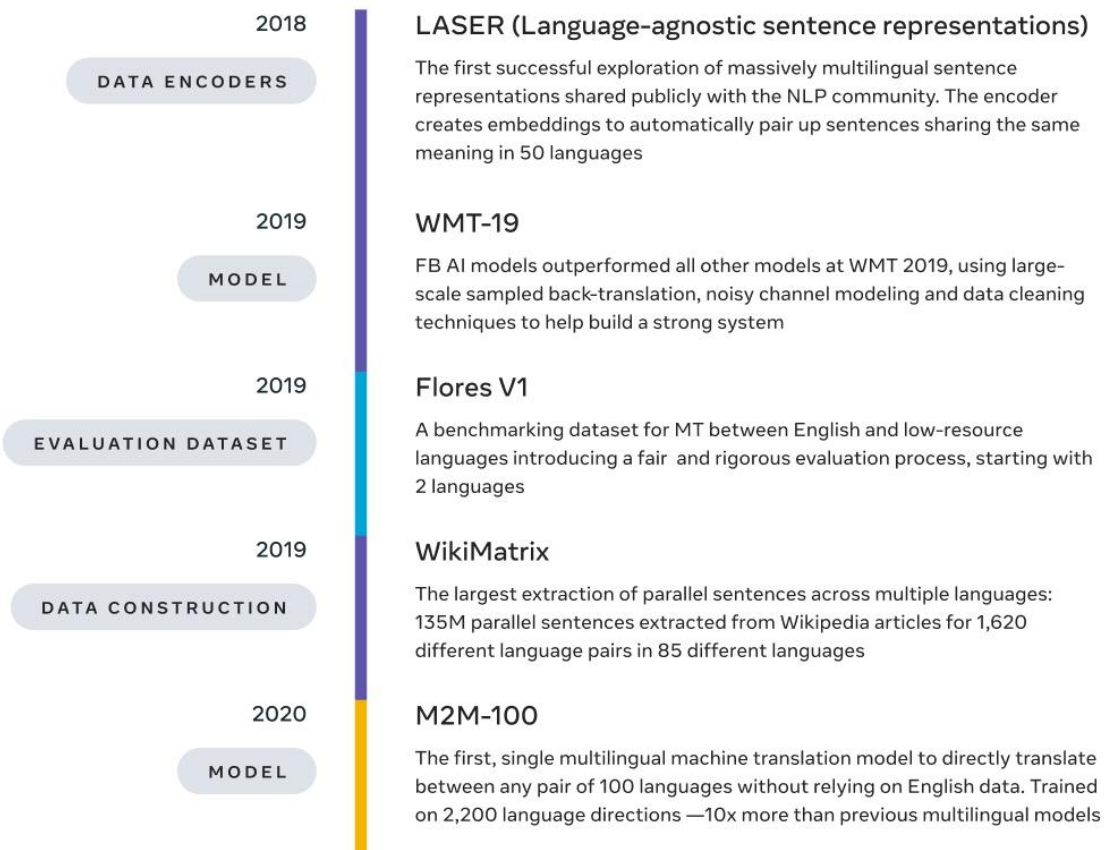 2018
DATA ENCODERS
LASER (Language-agnostic sentence representations)
The first successful exploration of massively multilingual sentence
representations shared publicly with the NLP community. The encoder
creates embeddings to automatically pair up sentences sharing the same
meaning in 50 languages
2019
MODEL
WMT-19
FB AI models outperformed all other models at WMT 2019, using large-
scale sampled back-translation, noisy channel modeling and data cleaning
techniques to help build a strong system
2019
EVALUATION DATASET
Flores V1
A benchmarking dataset for MT between English and low-resource
languages introducing a fair and rigorous evaluation process, starting with
2 languages
2019
DATA CONSTRUCTION
WikiMatrix
The largest extraction of parallel sentences across multiple languages:
135M parallel sentences extracted from Wikipedia articles for 1,620
different language pairs in 85 different languages
2020
MODEL
M2M-100
The first, single multilingual machine translation model to directly translate
between any pair of 100 languages without relying on English data. Trained
on 2,200 language directions —10x more than previous multilingual models